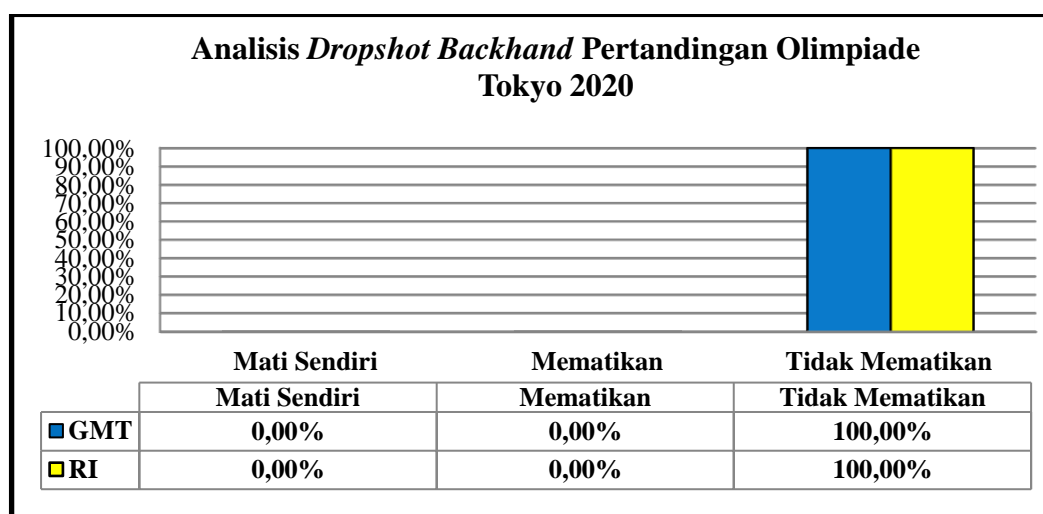 Analisis Dropshot Backhand Pertandingan Olimpiade
Tokyo 2020
100,00%
90,00%
80,00%
70,00%
60,00%
50,00%
40,00%
30,00%
20,00%
10,00%
0,00%
Mati Sendiri Mematikan Tidak Mematikan
Mati Sendiri Mematikan Tidak Mematikan
GMT 0,00% 0,00% 100,00%
RI 0,00% 0,00% 100,00%